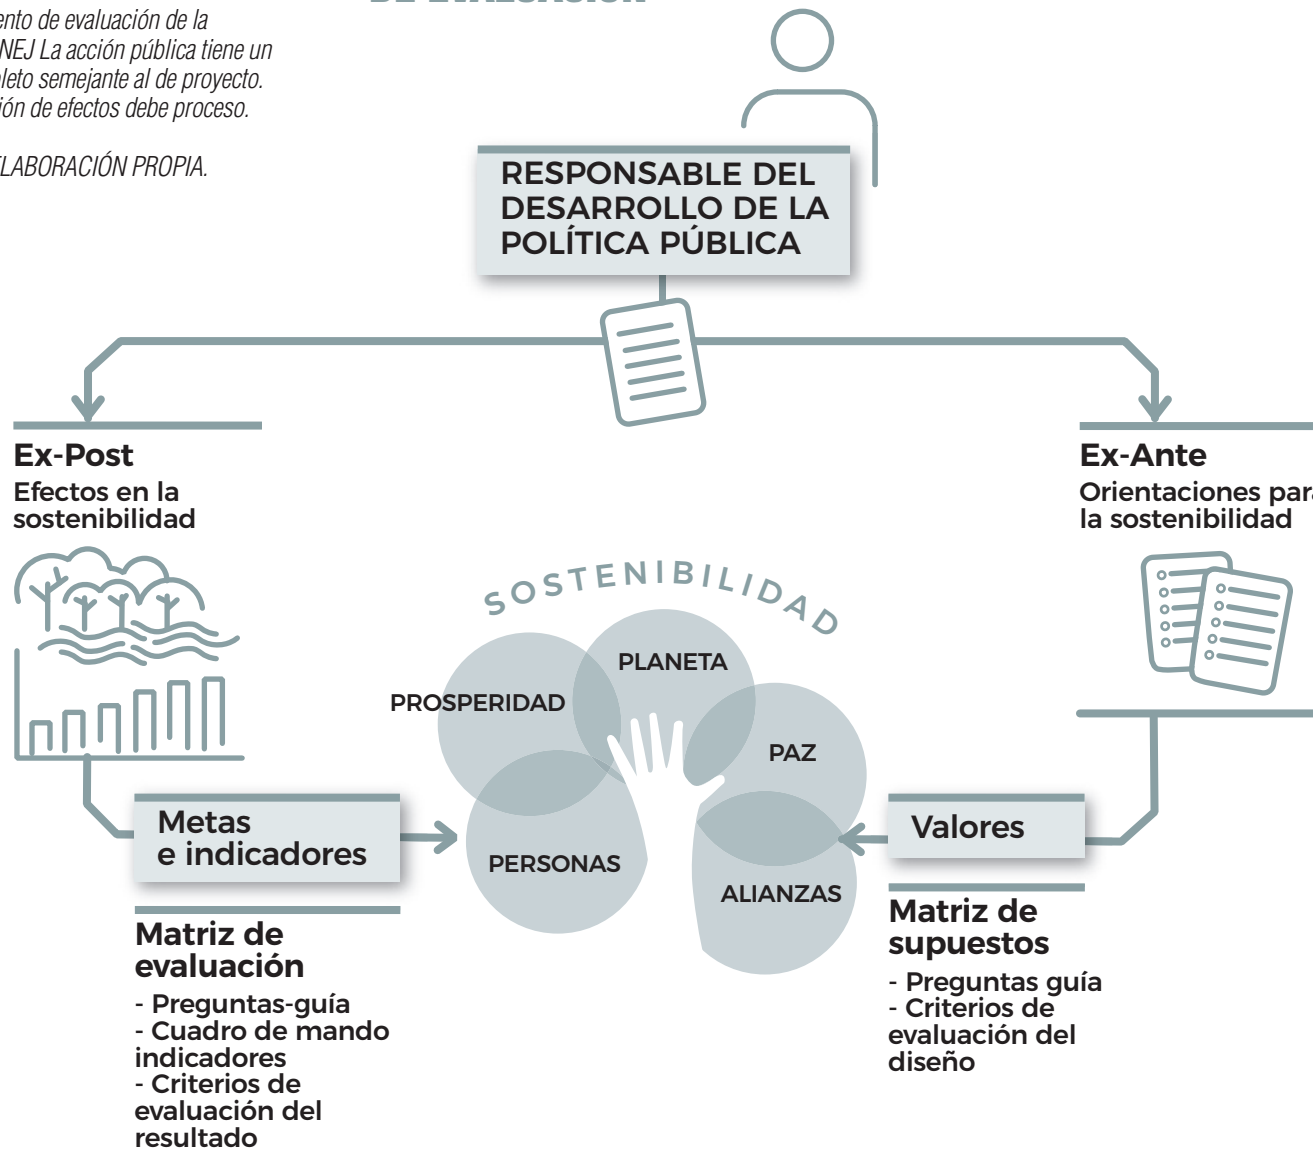 DE EVALUACIÓN
ento de evaluación de la
NEJ La acción pública tiene un
leto semejante al de proyecto.
ión de efectos debe proceso.
LABORACIÓN PROPIA.
RESPONSABLE DEL
DESARROLLO DE LA
POLÍTICA PÚBLICA
Ex-Post
Efectos en la
sostenibilidad
Ex-Ante
Orientaciones para
la sostenibilidad
SOSTENIBILIDAD
PLANETA
PROSPERIDAD
PAZ
PERSONAS
ALIANZAS
Metas
e indicadores
Matriz de
evaluación
- Preguntas-guía
- Cuadro de mando
indicadores
- Criterios de
evaluación del
resultado
Valores
Matriz de
supuestos
- Preguntas guía
- Criterios de
evaluación del
diseño